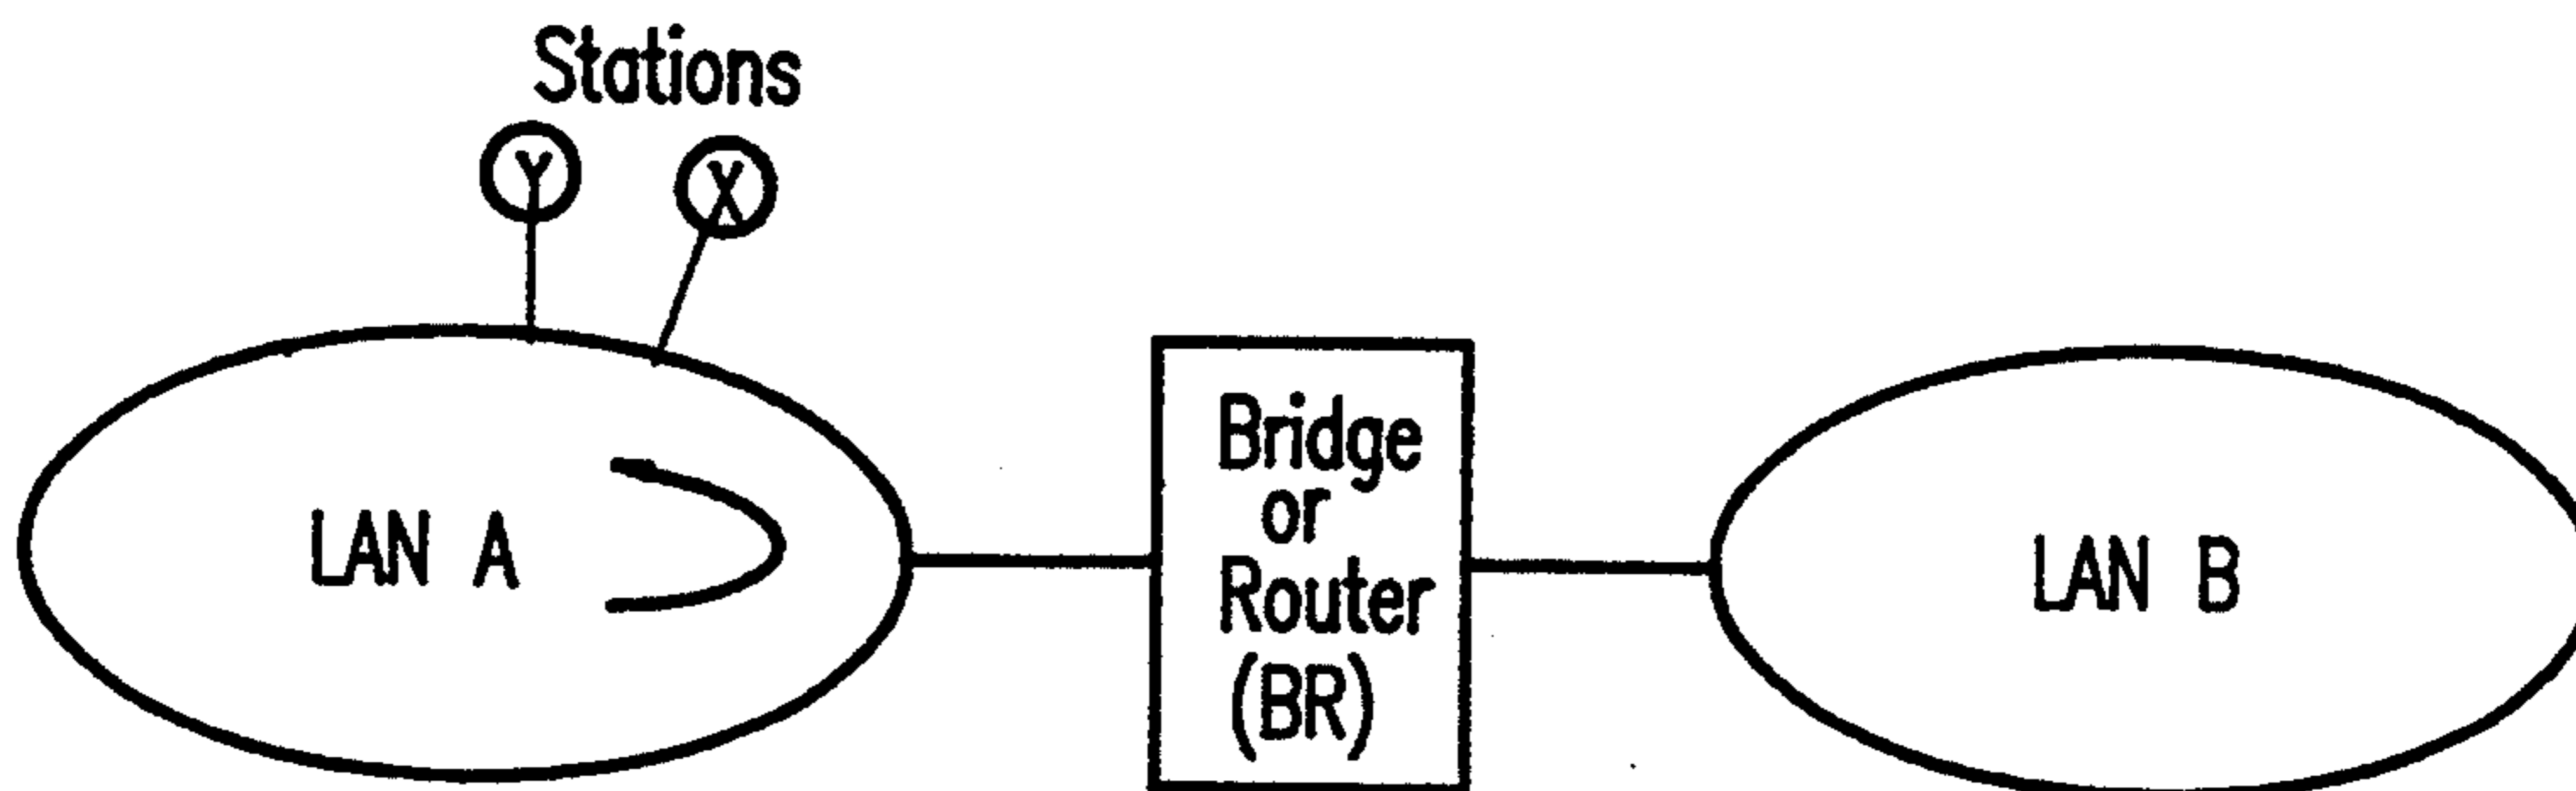 Stations
Y X
Bridge
or
Router
(BR)
LAN A
LAN B